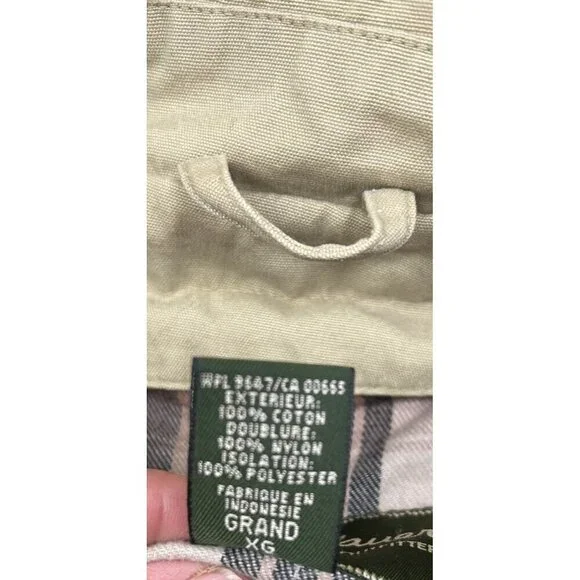 WPL 9647/CA 00665
EXTERIEUR:
100% COTON
DOUBLURE:
100% NYLON
ISOLATION:
100% POLYESTER
FABRIQUE EN
INDONESIE
GRAND
XG